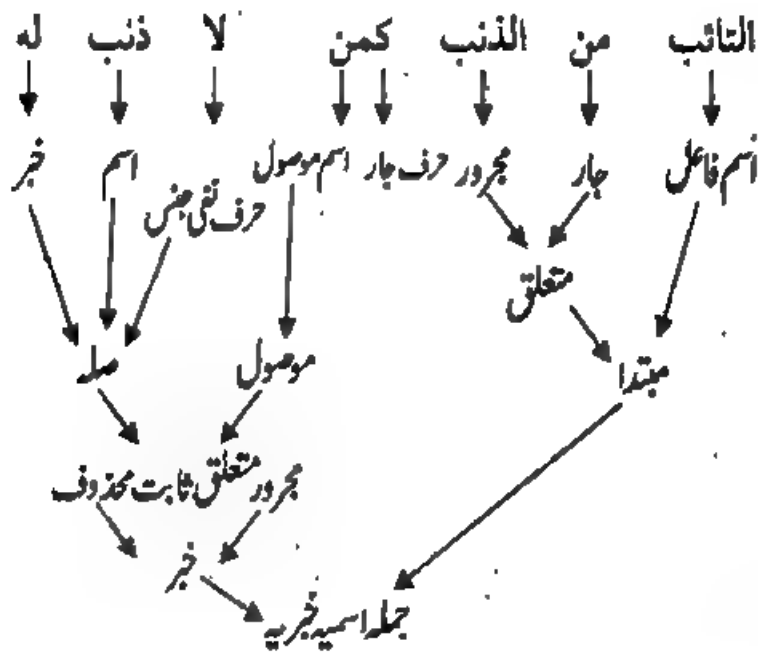 التائب من الذنب كمن لا ذنب له
اسم فاعل جار مجرور حرف جار اسم موصول حرف نفی جنس اسم خبر
متعلق
مبتدا موصول صلہ
مجرور متعلق ثابت محذوف
خبر
جملہ اسمیہ خبریہ